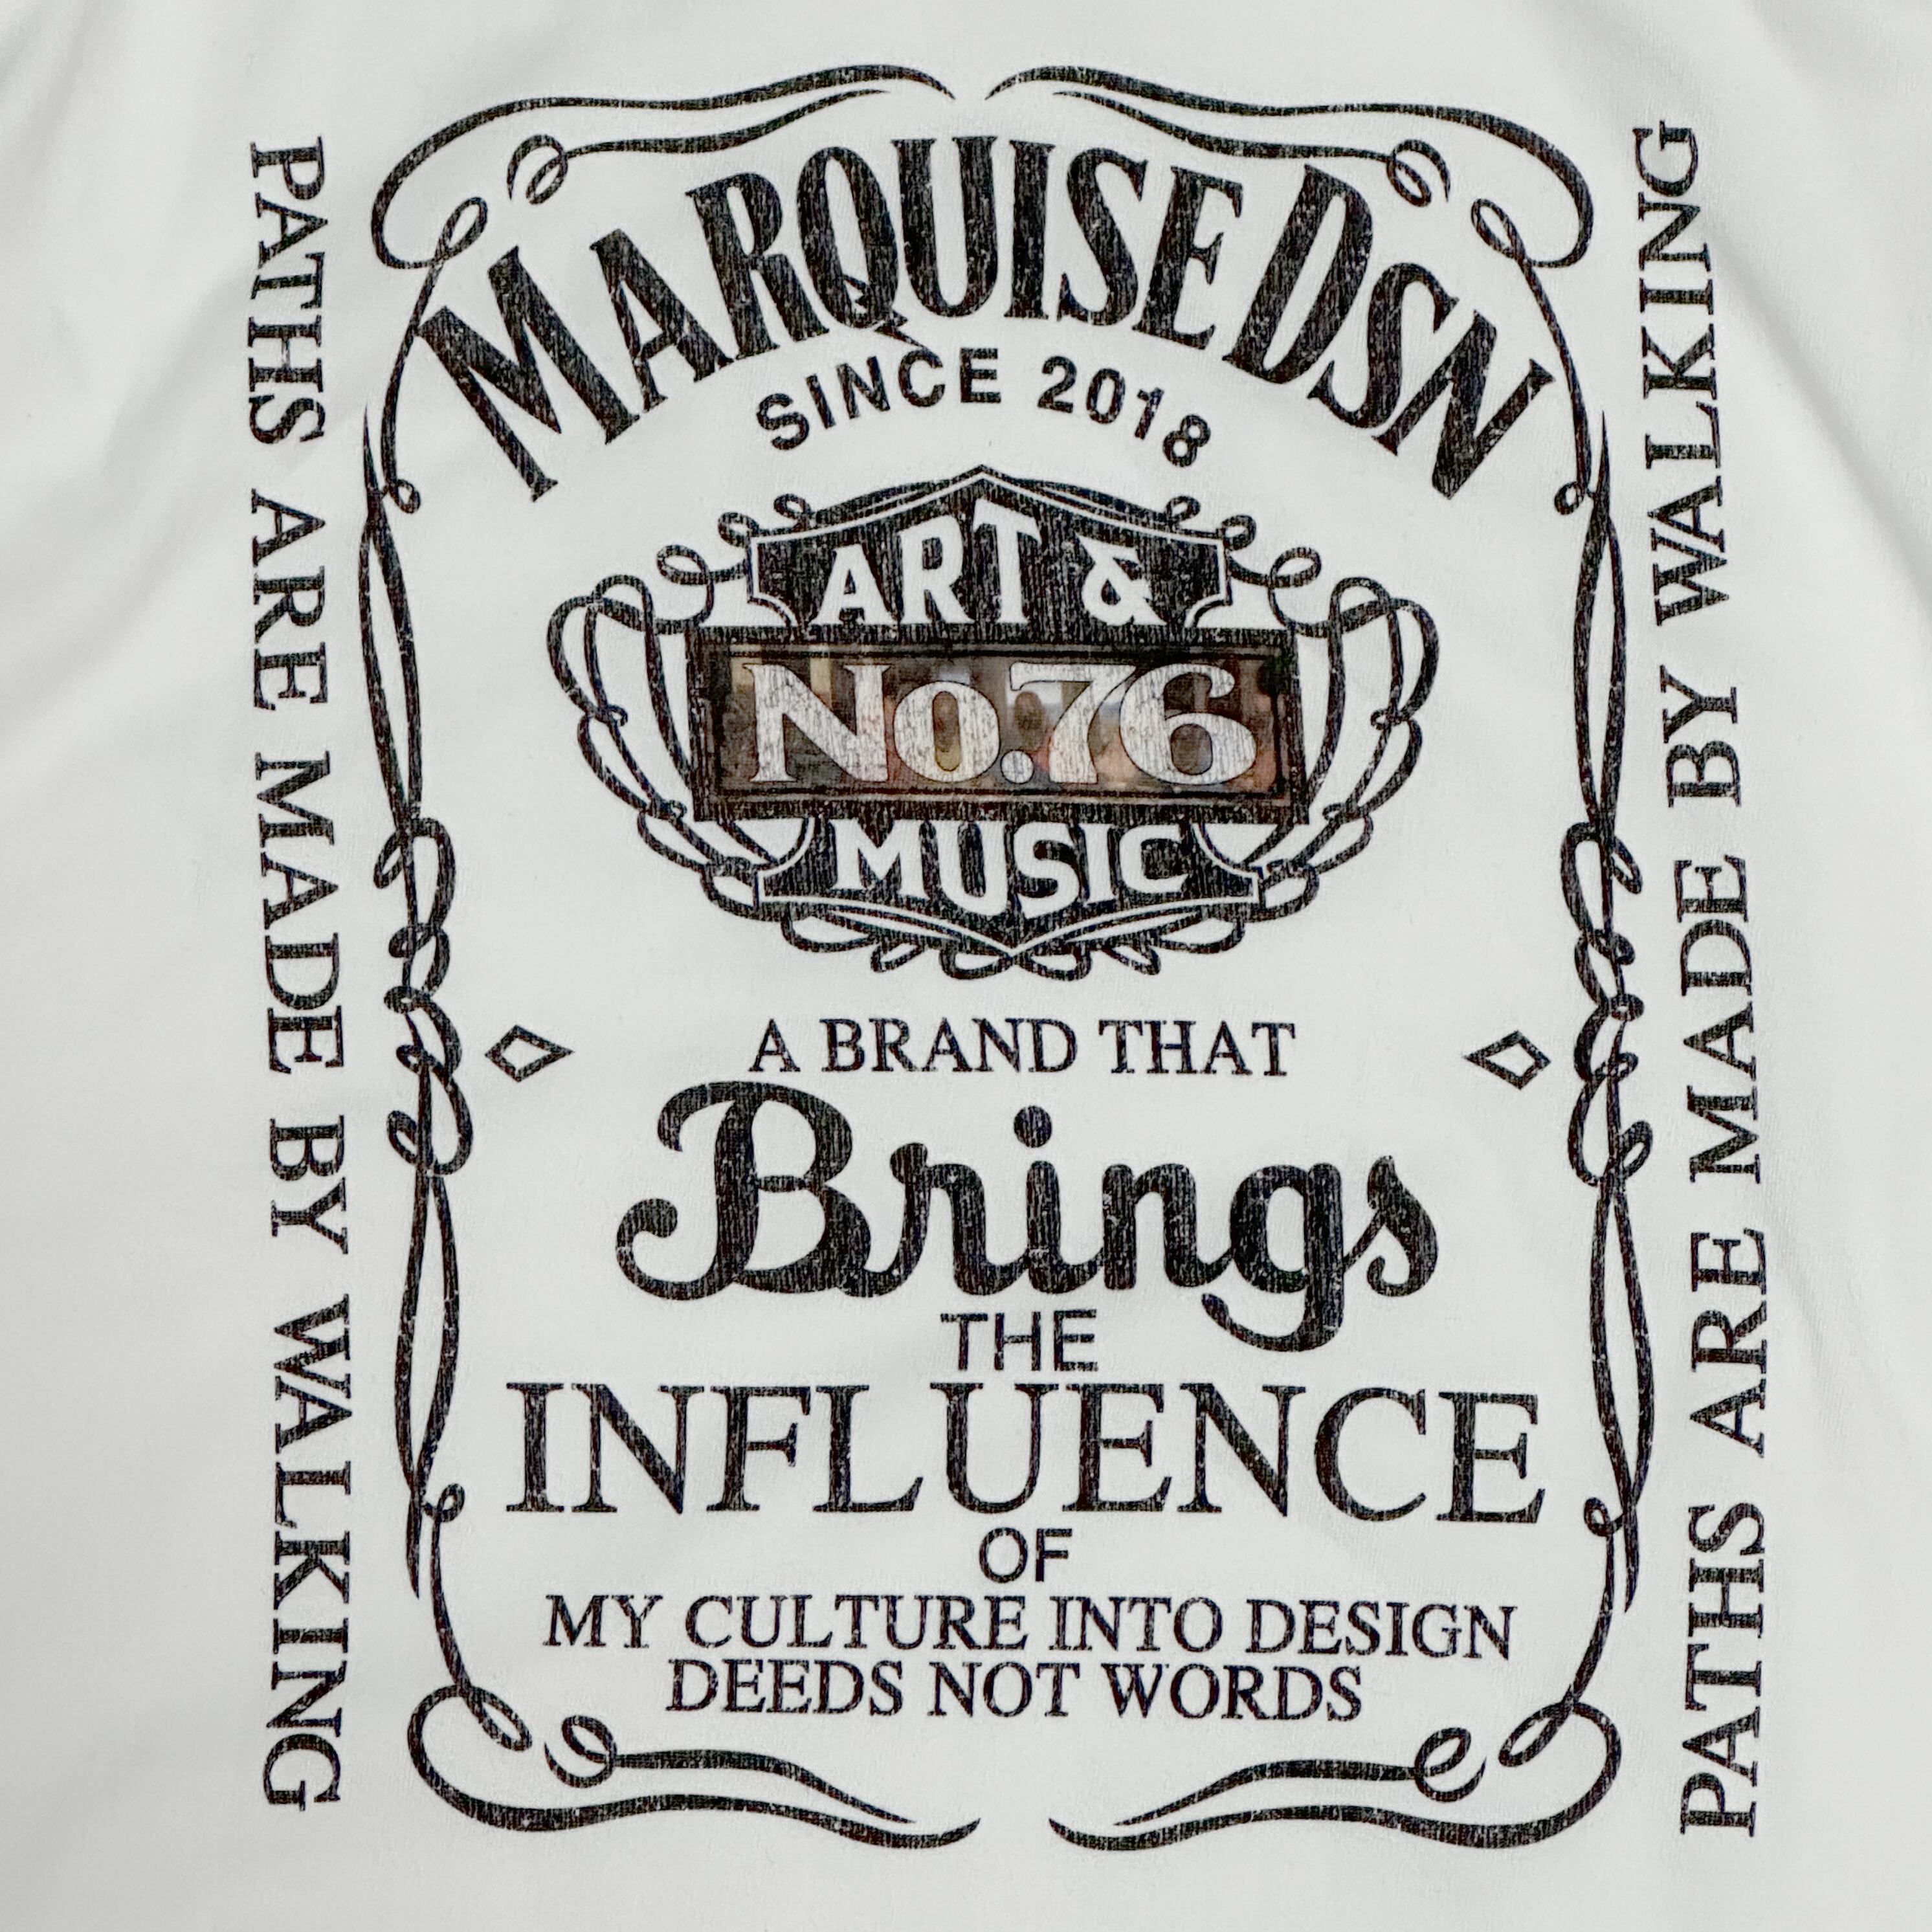 MARQUISE DSN
SINCE 2018
ART &
No.76
MUSIC
A BRAND THAT
Brings
THE
INFLUENCE
OF
MY CULTURE INTO DESIGN
DEEDS NOT WORDS
PATHS ARE MADE BY WALKING
PATHS ARE MADE BY WALKING